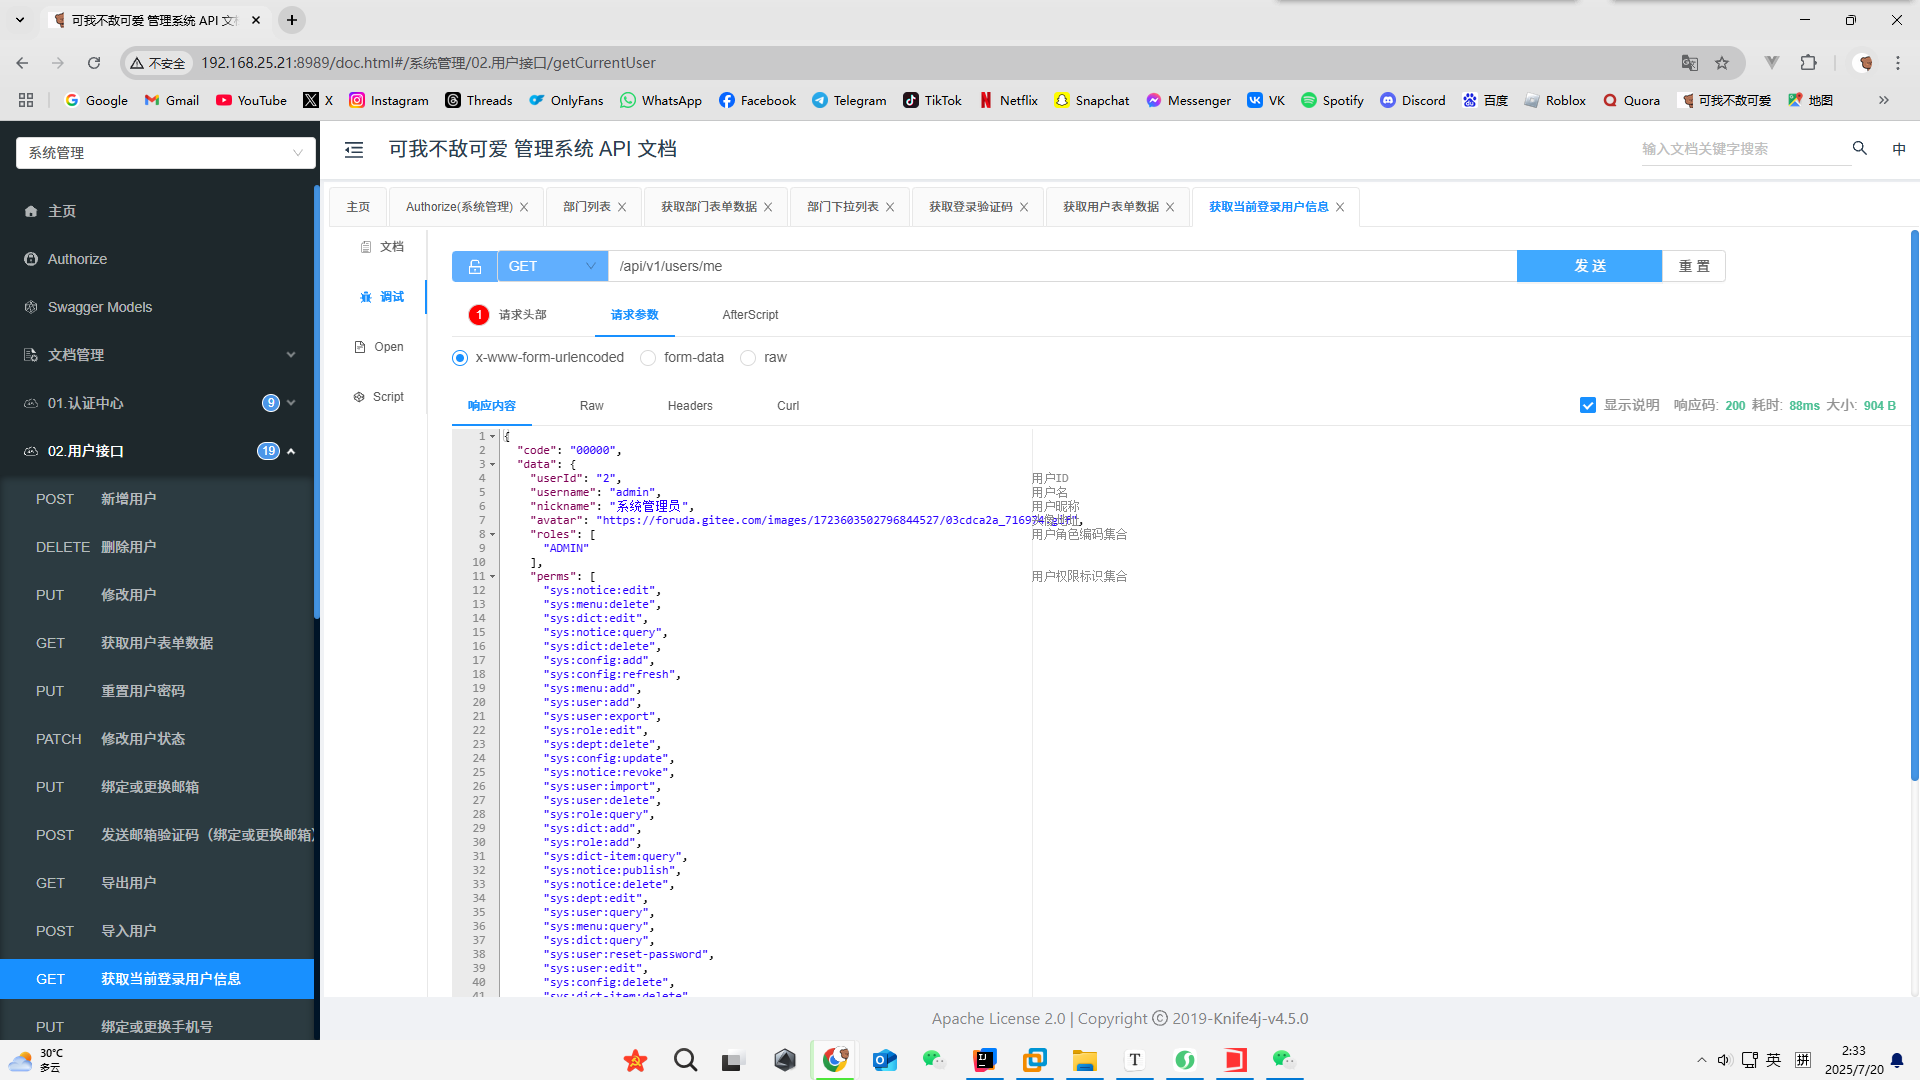 可我不敌可爱 管理系统 API 文
不安全
192.168.25.21:8989/doc.html#/系统管理/02.用户接口/getCurrentUser
Google
Gmail
YouTube
X
Instagram
Threads
OnlyFans
WhatsApp
Facebook
Telegram
TikTok
Netflix
Snapchat
Messenger
VK
Spotify
Discord
百度
Roblox
Quora
可我不敌可爱
地图
系统管理
主页
Authorize
Swagger Models
文档管理
01.认证中心 9
02.用户接口 19
POST 新增用户
DELETE 删除用户
PUT 修改用户
GET 获取用户表单数据
PUT 重置用户密码
PATCH 修改用户状态
PUT 绑定或更换邮箱
POST 发送邮箱验证码（绑定或更换邮箱）
GET 导出用户
POST 导入用户
GET 获取当前登录用户信息
PUT 绑定或更换手机号
可我不敌可爱 管理系统 API 文档
输入文档关键字搜索
中
主页
Authorize(系统管理)
部门列表
获取部门表单数据
部门下拉列表
获取登录验证码
获取用户表单数据
获取当前登录用户信息
文档
调试
Open
Script
GET
/api/v1/users/me
发 送
重 置
1 请求头部
请求参数
AfterScript
x-www-form-urlencoded
form-data
raw
响应内容
Raw
Headers
Curl
显示说明 响应码: 200 耗时: 88ms 大小: 904 B
1 {
2 "code": "00000",
3 "data": {
4 "userId": "2", 用户ID
5 "username": "admin", 用户名
6 "nickname": "系统管理员", 用户昵称
7 "avatar": "https://foruda.gitee.com/images/1723603502796844527/03cdca2a_716974.gif", 头像地址
8 "roles": [ 用户角色编码集合
9 "ADMIN"
10 ],
11 "perms": [ 用户权限标识集合
12 "sys:notice:edit",
13 "sys:menu:delete",
14 "sys:dict:edit",
15 "sys:notice:query",
16 "sys:dict:delete",
17 "sys:config:add",
18 "sys:config:refresh",
19 "sys:menu:add",
20 "sys:user:add",
21 "sys:user:export",
22 "sys:role:edit",
23 "sys:dept:delete",
24 "sys:config:update",
25 "sys:notice:revoke",
26 "sys:user:import",
27 "sys:user:delete",
28 "sys:role:query",
29 "sys:dict:add",
30 "sys:role:add",
31 "sys:dict-item:query",
32 "sys:notice:publish",
33 "sys:notice:delete",
34 "sys:dept:edit",
35 "sys:user:query",
36 "sys:menu:query",
37 "sys:dict:query",
38 "sys:user:reset-password",
39 "sys:user:edit",
40 "sys:config:delete",
41 "sys:dict-item:delete"
Apache License 2.0 | Copyright © 2019-Knife4j-v4.5.0
30°C
多云
英
拼
2:33
2025/7/20